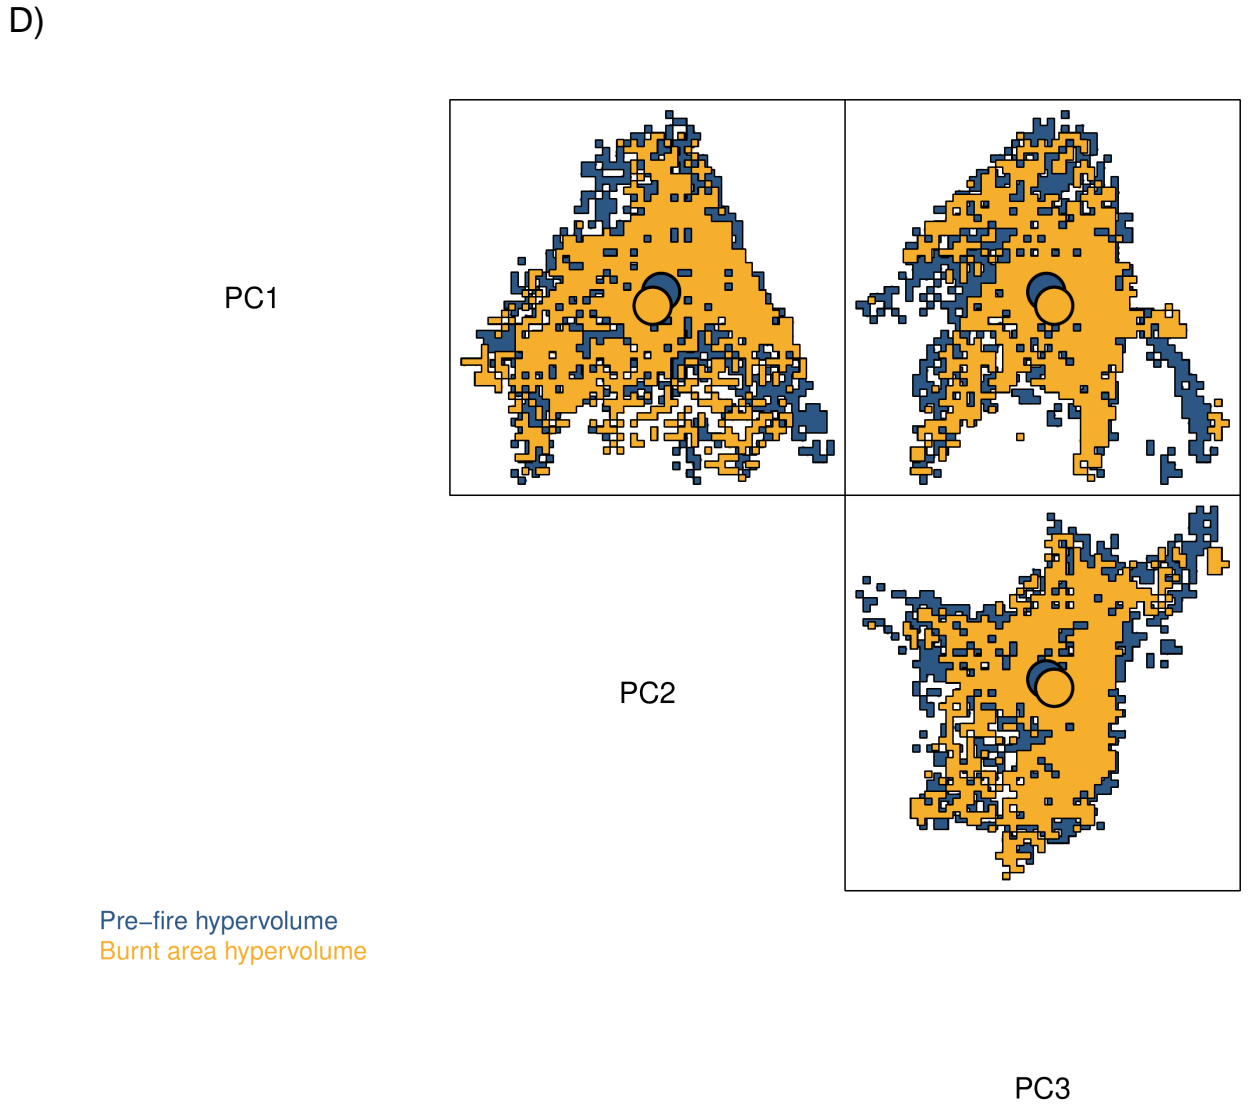 D)
PC1
PC2
Pre−fire hypervolume
Burnt area hypervolume
PC3